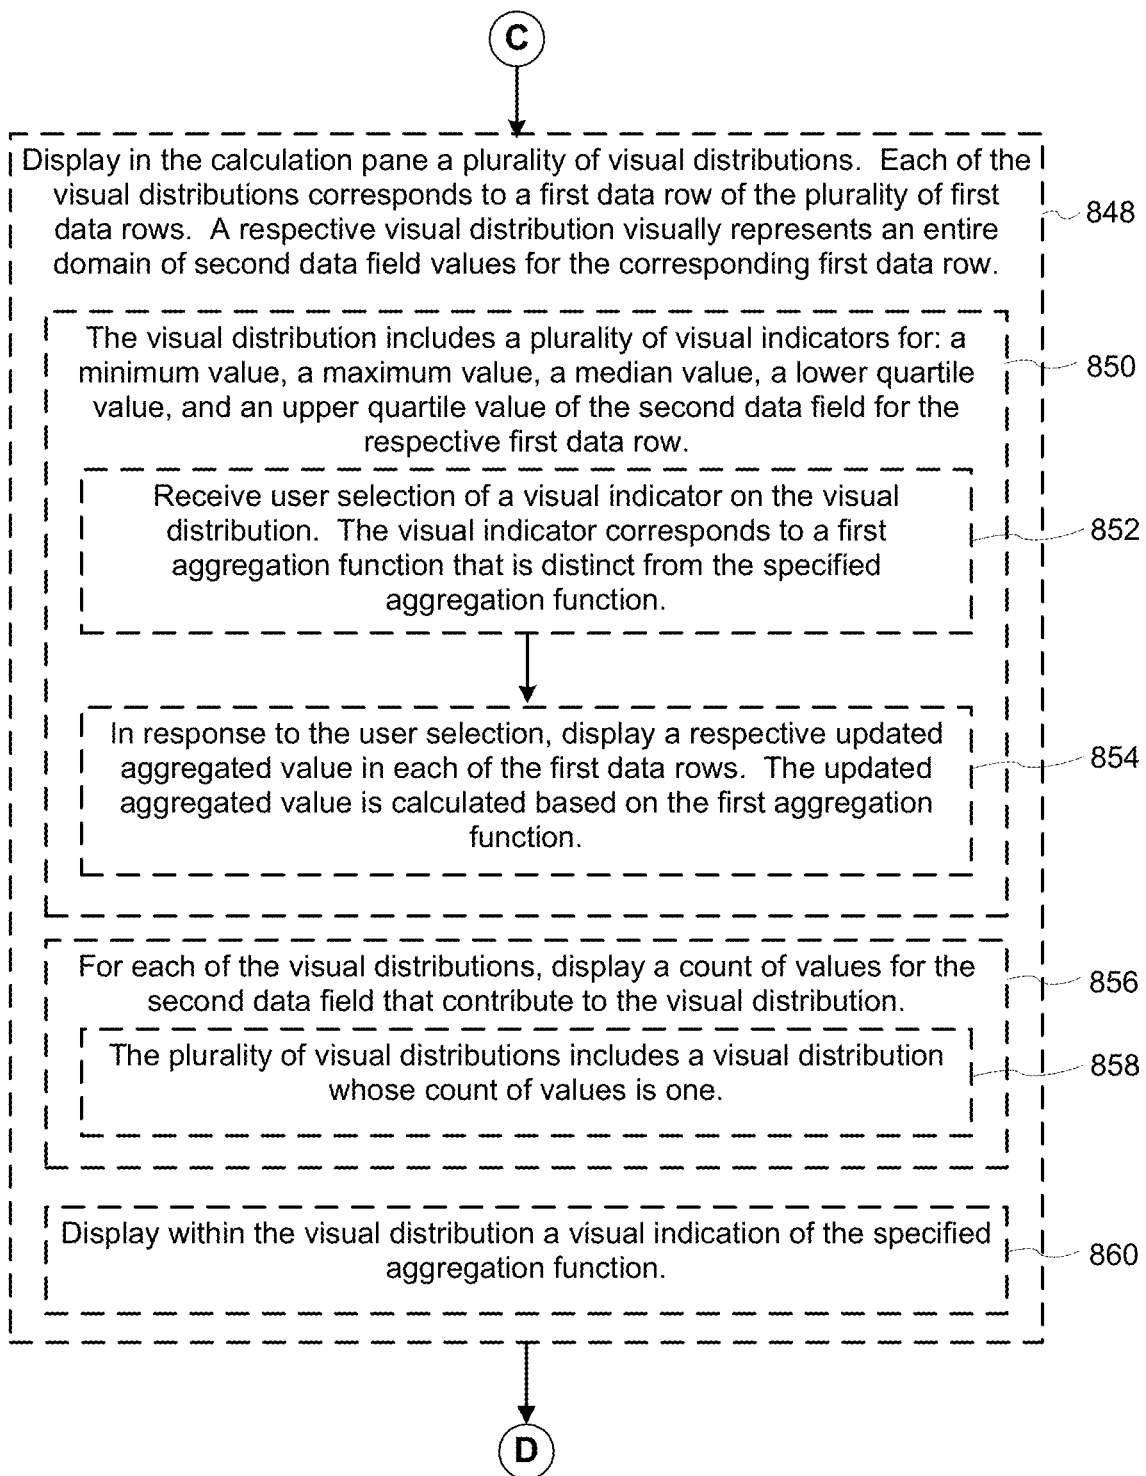 C
Display in the calculation pane a plurality of visual distributions. Each of the
visual distributions corresponds to a first data row of the plurality of first
data rows. A respective visual distribution visually represents an entire
domain of second data field values for the corresponding first data row.
848
The visual distribution includes a plurality of visual indicators for: a
minimum value, a maximum value, a median value, a lower quartile
value, and an upper quartile value of the second data field for the
respective first data row.
850
Receive user selection of a visual indicator on the visual
distribution. The visual indicator corresponds to a first
aggregation function that is distinct from the specified
aggregation function.
852
In response to the user selection, display a respective updated
aggregated value in each of the first data rows. The updated
aggregated value is calculated based on the first aggregation
function.
854
For each of the visual distributions, display a count of values for the
second data field that contribute to the visual distribution.
856
The plurality of visual distributions includes a visual distribution
whose count of values is one.
858
Display within the visual distribution a visual indication of the specified
aggregation function.
860
D